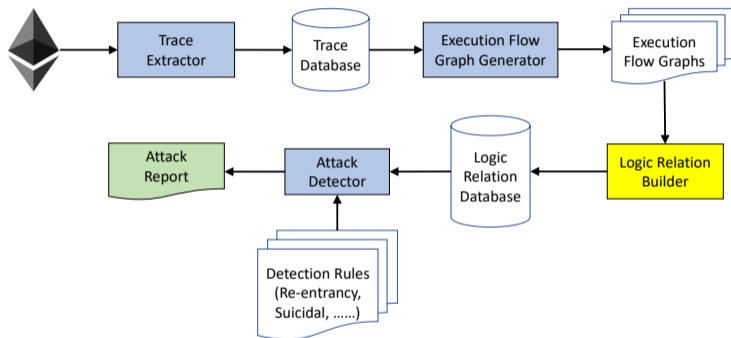 Trace
Extractor
Trace
Database
Execution Flow
Graph Generator
Execution
Flow Graphs
Attack
Report
Attack
Detector
Logic
Relation
Database
Logic Relation
Builder
Detection Rules
(Re-entrancy,
Suicidal, ……)